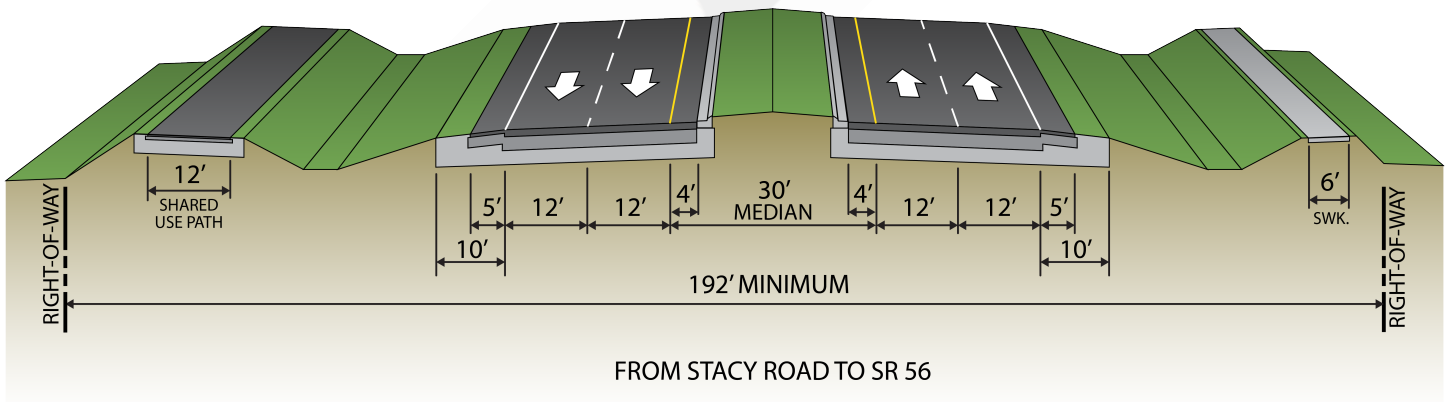 12’
SHARED
USE PATH
5’
12’
12’
4’
30’
MEDIAN
4’
12’
12’
5’
6’
SWK.
10’
10’
RIGHT-OF-WAY
RIGHT-OF-WAY
192’ MINIMUM
FROM STACY ROAD TO SR 56